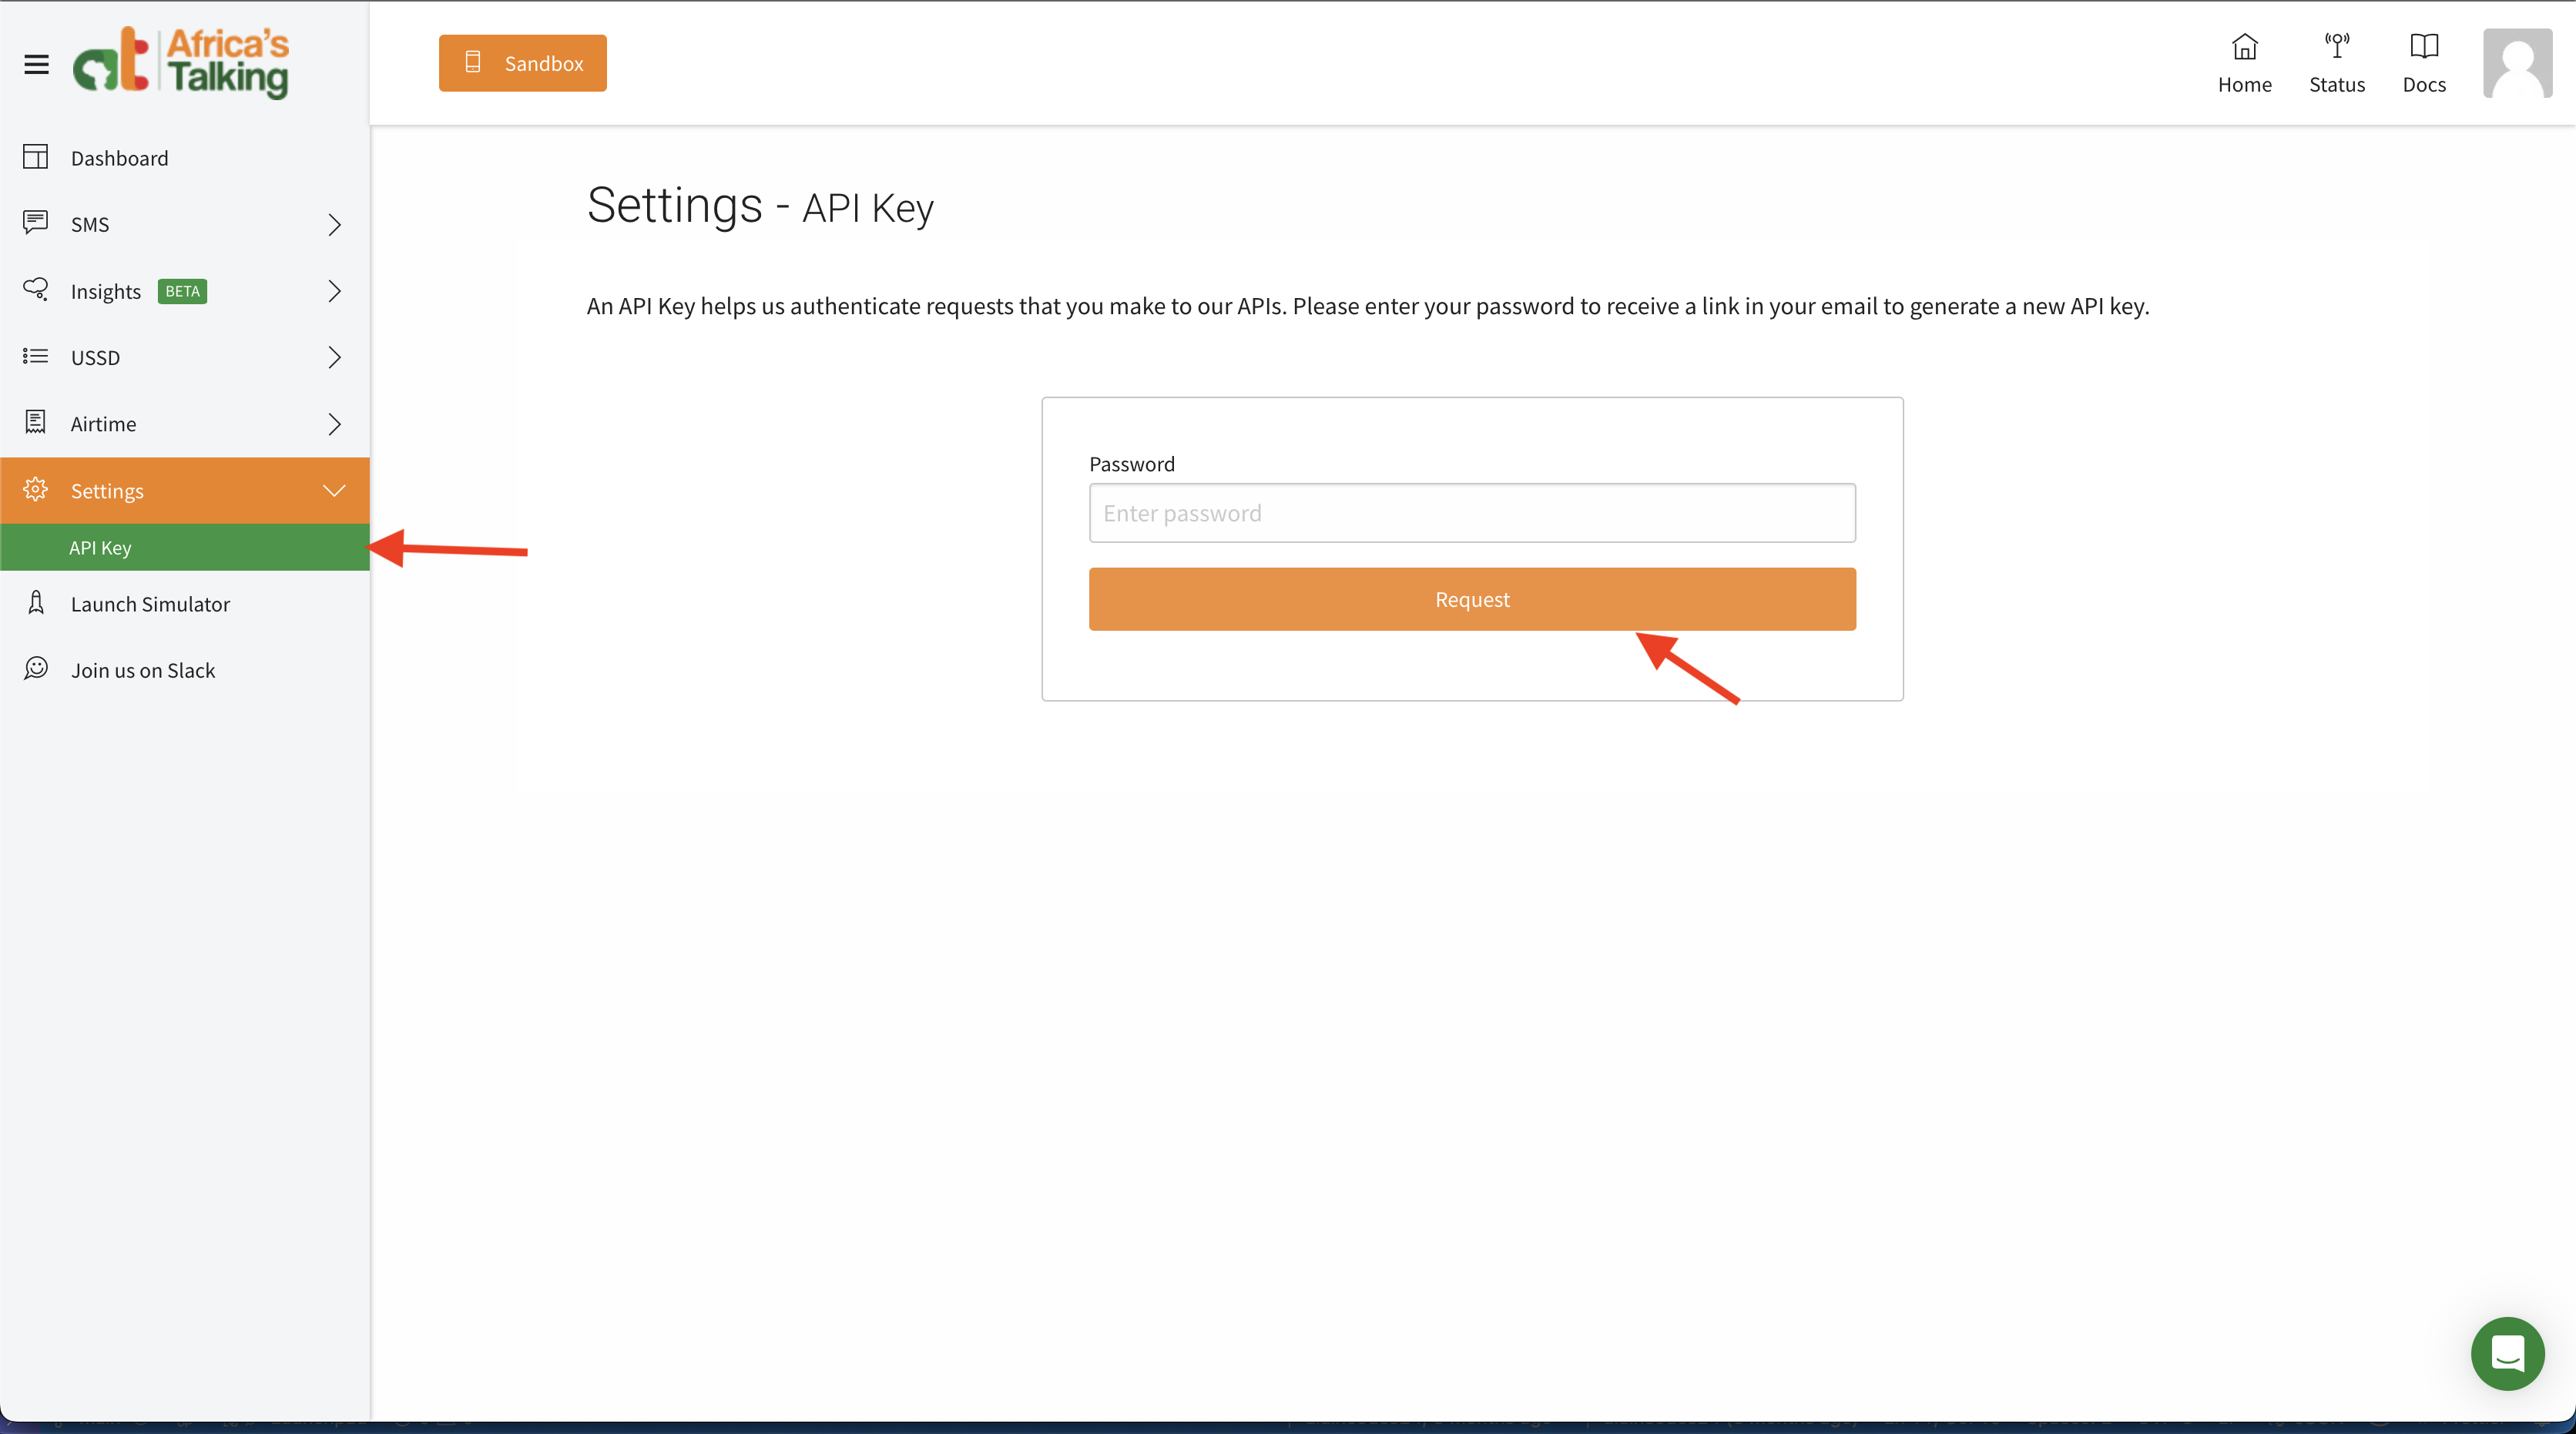 Africa's
Talking
Sandbox
Home
Status
Docs
Dashboard
SMS
Insights BETA
USSD
Airtime
Settings
API Key
Launch Simulator
Join us on Slack
Settings - API Key
An API Key helps us authenticate requests that you make to our APIs. Please enter your password to receive a link in your email to generate a new API key.
Password
Enter password
Request